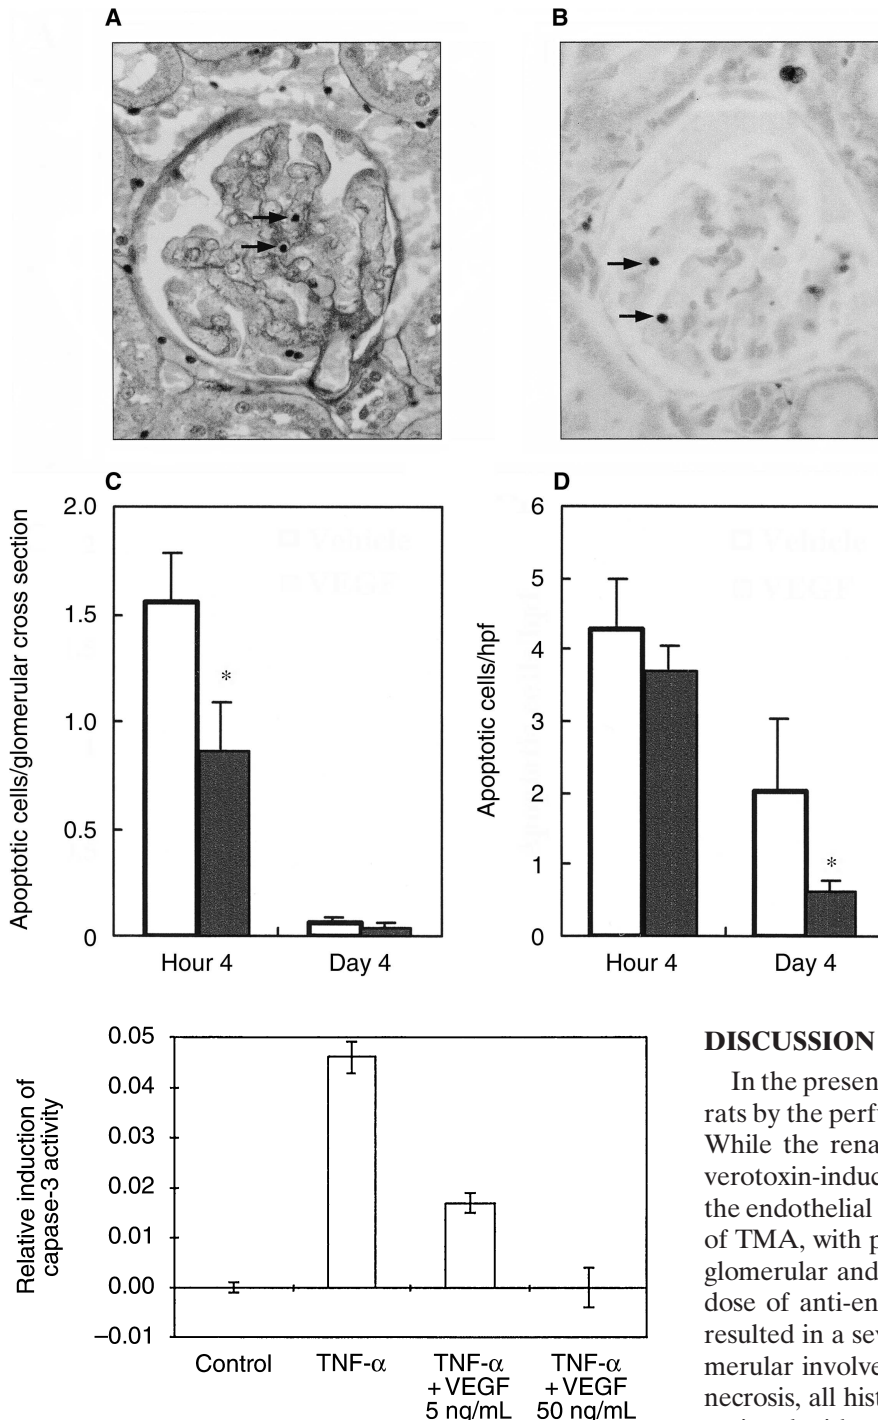 A
B
C
D
2.0
1.5
1.0
0.5
0
Apoptotic cells/glomerular cross section
*
Hour 4
Day 4
6
5
4
3
2
1
0
Apoptotic cells/hpf
*
Hour 4
Day 4
0.05
0.04
0.03
0.02
0.01
0.00
–0.01
Relative induction of
capase-3 activity
Control
TNF-α
TNF-α
+ VEGF
5 ng/mL
TNF-α
+ VEGF
50 ng/mL
DISCUSSION
In the presen
rats by the perf
While the rena
verotoxin-induc
the endothelial
of TMA, with p
glomerular and
dose of anti-en
resulted in a sev
merular involve
necrosis, all hist